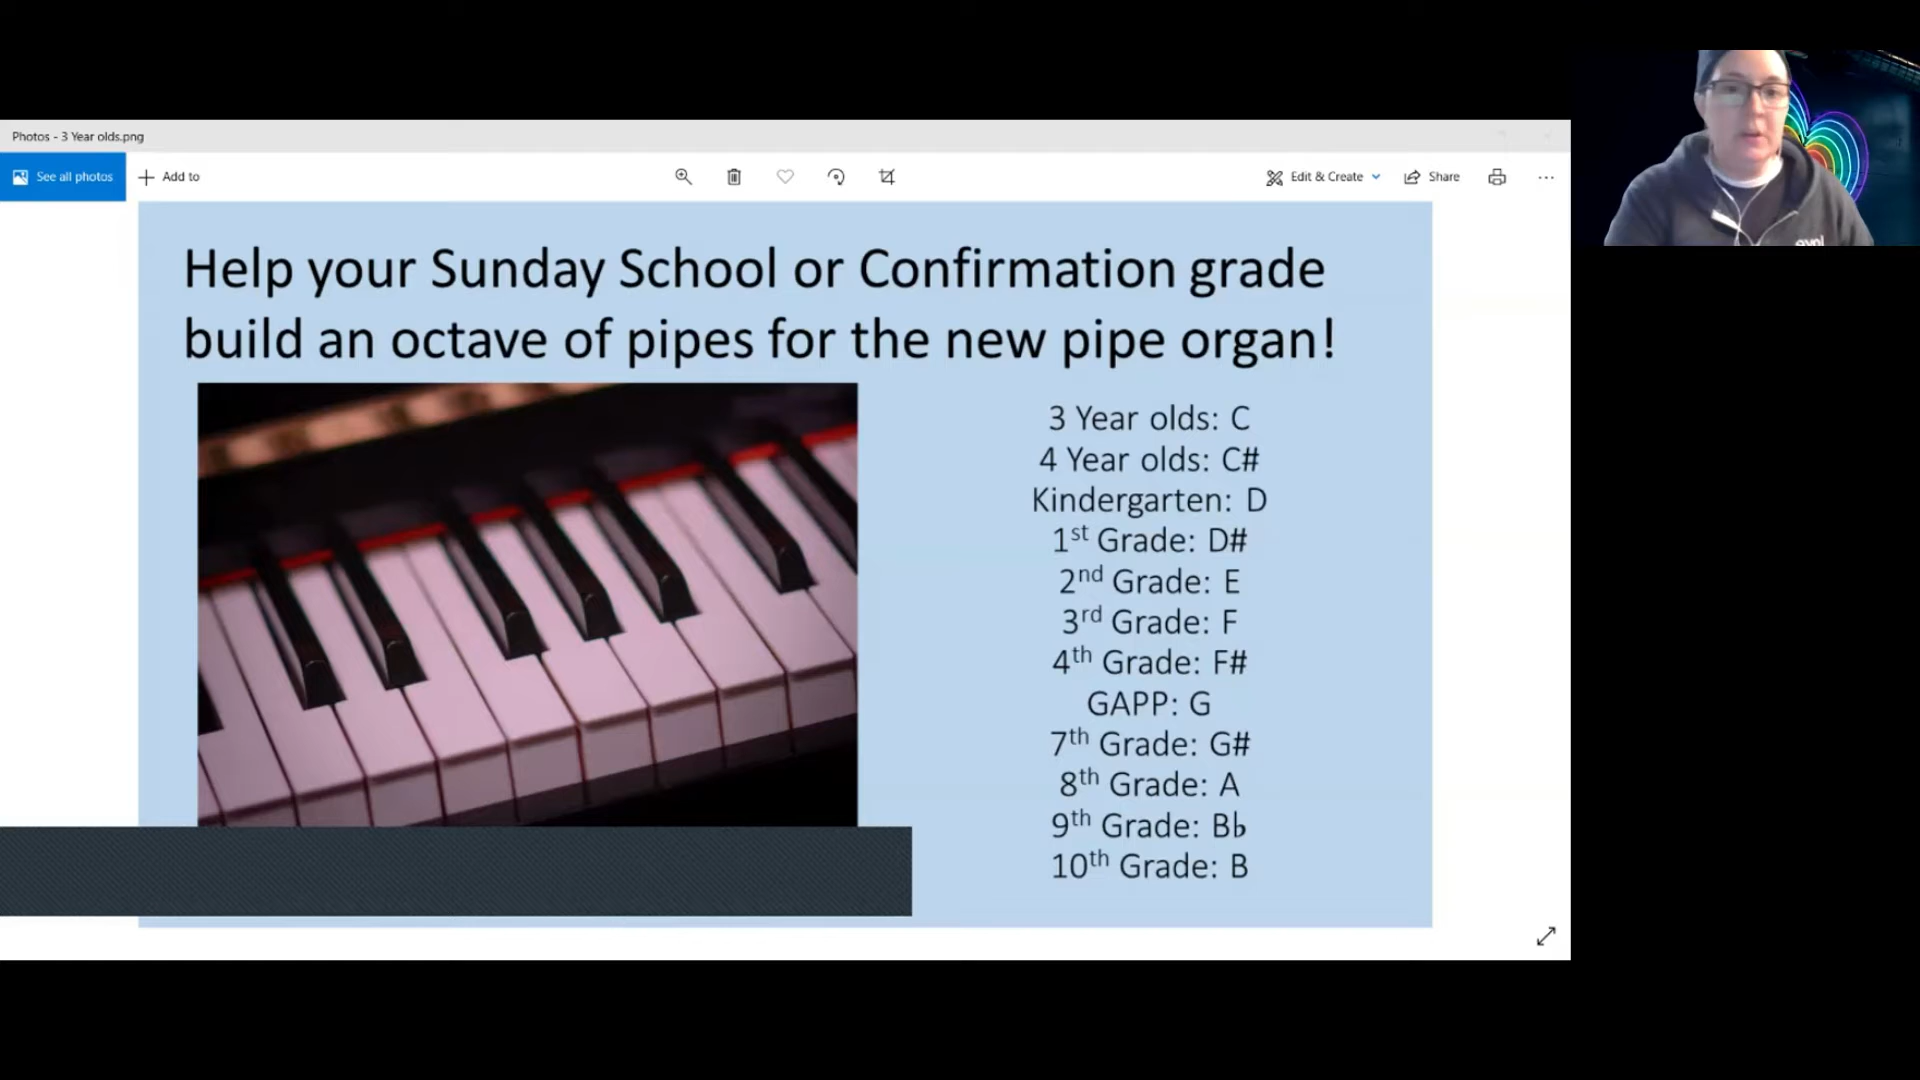 Photos - 3 Year olds.png
See all photos
Add to
Edit & Create
Share
Help your Sunday School or Confirmation grade
build an octave of pipes for the new pipe organ!
3 Year olds: C
4 Year olds: C#
Kindergarten: D
1st Grade: D#
2nd Grade: E
3rd Grade: F
4th Grade: F#
GAPP: G
7th Grade: G#
8th Grade: A
9th Grade: B♭
10th Grade: B